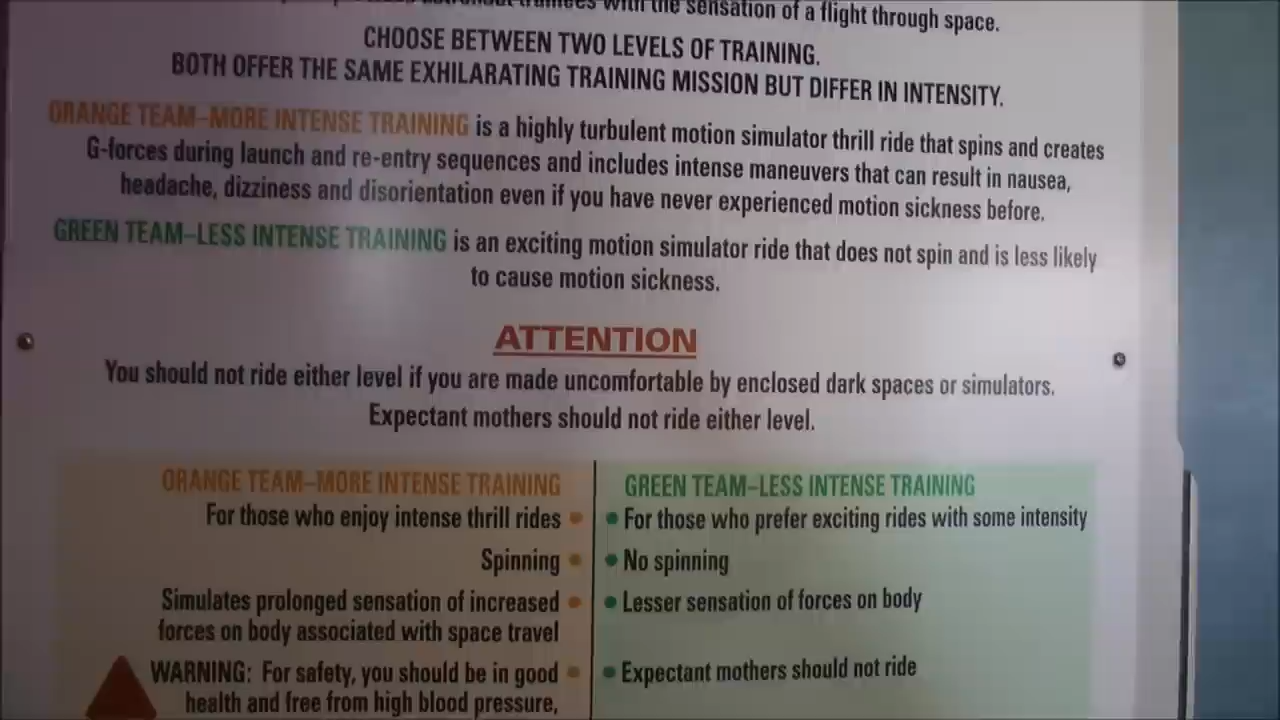 with the sensation of a flight through space.
CHOOSE BETWEEN TWO LEVELS OF TRAINING.
BOTH OFFER THE SAME EXHILARATING TRAINING MISSION BUT DIFFER IN INTENSITY.
ORANGE TEAM–MORE INTENSE TRAINING is a highly turbulent motion simulator thrill ride that spins and creates
G-forces during launch and re-entry sequences and includes intense maneuvers that can result in nausea,
headache, dizziness and disorientation even if you have never experienced motion sickness before.
GREEN TEAM–LESS INTENSE TRAINING is an exciting motion simulator ride that does not spin and is less likely
to cause motion sickness.
ATTENTION
You should not ride either level if you are made uncomfortable by enclosed dark spaces or simulators.
Expectant mothers should not ride either level.
ORANGE TEAM–MORE INTENSE TRAINING
For those who enjoy intense thrill rides •
Spinning •
Simulates prolonged sensation of increased •
forces on body associated with space travel
WARNING: For safety, you should be in good •
health and free from high blood pressure,
GREEN TEAM–LESS INTENSE TRAINING
• For those who prefer exciting rides with some intensity
• No spinning
• Lesser sensation of forces on body
• Expectant mothers should not ride